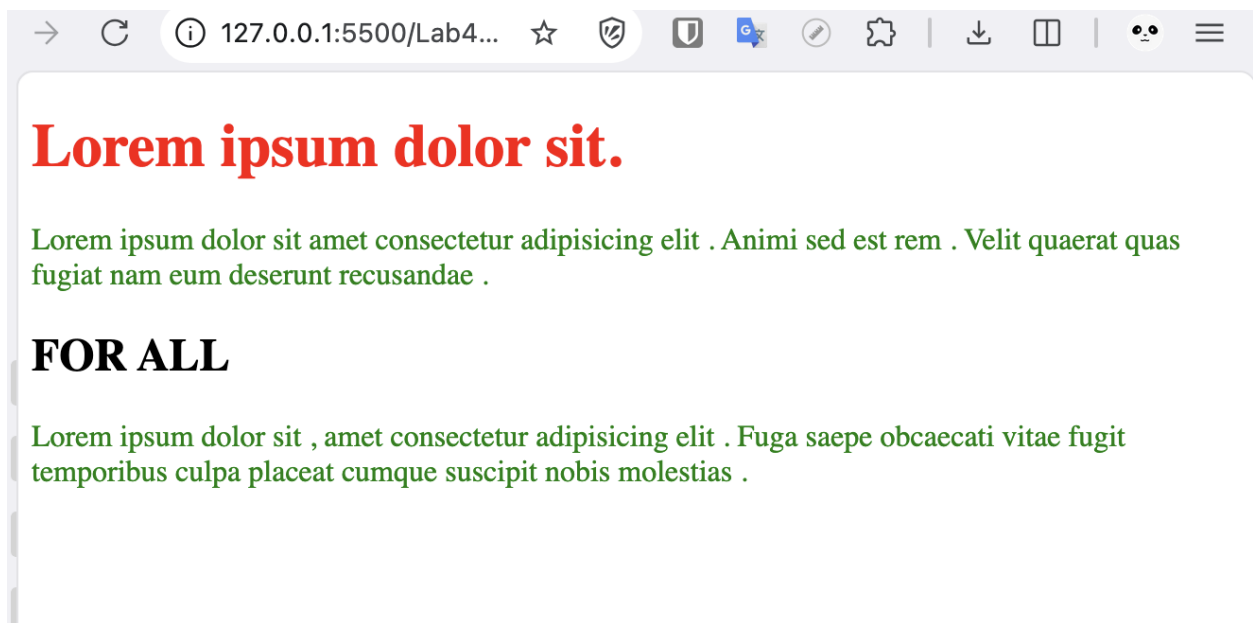 127.0.0.1:5500/Lab4...
Lorem ipsum dolor sit.
Lorem ipsum dolor sit amet consectetur adipisicing elit . Animi sed est rem . Velit quaerat quas
fugiat nam eum deserunt recusandae .
FOR ALL
Lorem ipsum dolor sit , amet consectetur adipisicing elit . Fuga saepe obcaecati vitae fugit
temporibus culpa placeat cumque suscipit nobis molestias .